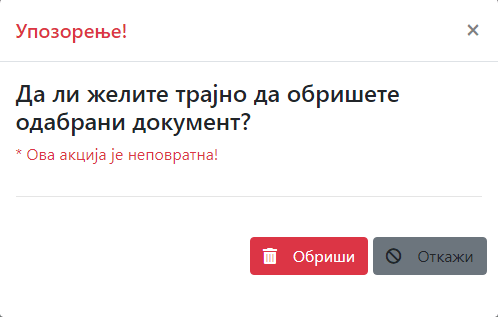 Упозорење!
Да ли желите трајно да обришете
одабрани документ?
* Ова акција је неповратна!
Обриши
Откажи